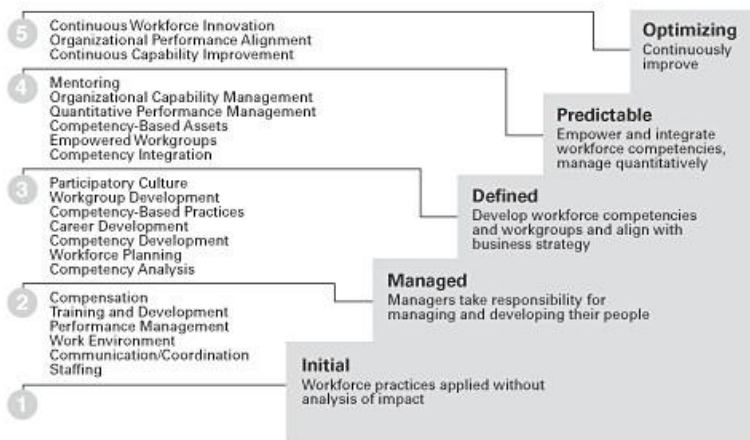 5
Continuous Workforce Innovation
Organizational Performance Alignment
Continuous Capability Improvement
Optimizing
Continuously
improve
4
Mentoring
Organizational Capability Management
Quantitative Performance Management
Competency-Based Assets
Empowered Workgroups
Competency Integration
Predictable
Empower and integrate
workforce competencies,
manage quantitatively
3
Participatory Culture
Workgroup Development
Competency-Based Practices
Career Development
Competency Development
Workforce Planning
Competency Analysis
Defined
Develop workforce competencies
and workgroups and align with
business strategy
2
Compensation
Training and Development
Performance Management
Work Environment
Communication/Coordination
Staffing
Managed
Managers take responsibility for
managing and developing their people
1
Initial
Workforce practices applied without
analysis of impact